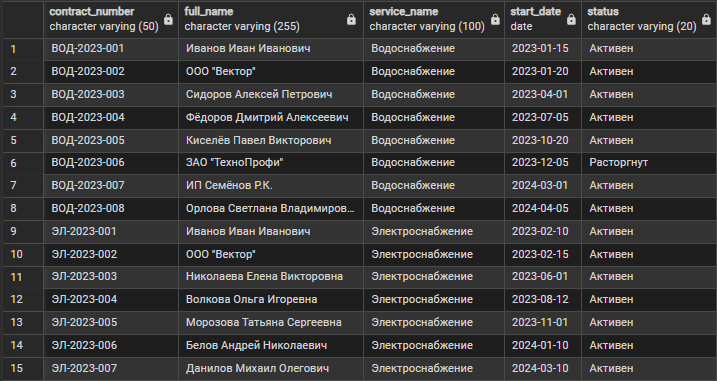 contract_number full_name service_name start_date status
character varying (50) character varying (255) character varying (100) date character varying (20)
1 ВОД-2023-001 Иванов Иван Иванович Водоснабжение 2023-01-15 Активен
2 ВОД-2023-002 ООО "Вектор" Водоснабжение 2023-01-20 Активен
3 ВОД-2023-003 Сидоров Алексей Петрович Водоснабжение 2023-04-01 Активен
4 ВОД-2023-004 Фёдоров Дмитрий Алексеевич Водоснабжение 2023-07-05 Активен
5 ВОД-2023-005 Киселёв Павел Викторович Водоснабжение 2023-10-20 Активен
6 ВОД-2023-006 ЗАО "ТехноПрофи" Водоснабжение 2023-12-05 Расторгнут
7 ВОД-2023-007 ИП Семёнов Р.К. Водоснабжение 2024-03-01 Активен
8 ВОД-2023-008 Орлова Светлана Владимиров… Водоснабжение 2024-04-05 Активен
9 ЭЛ-2023-001 Иванов Иван Иванович Электроснабжение 2023-02-10 Активен
10 ЭЛ-2023-002 ООО "Вектор" Электроснабжение 2023-02-15 Активен
11 ЭЛ-2023-003 Николаева Елена Викторовна Электроснабжение 2023-06-01 Активен
12 ЭЛ-2023-004 Волкова Ольга Игоревна Электроснабжение 2023-08-12 Активен
13 ЭЛ-2023-005 Морозова Татьяна Сергеевна Электроснабжение 2023-11-01 Активен
14 ЭЛ-2023-006 Белов Андрей Николаевич Электроснабжение 2024-01-10 Активен
15 ЭЛ-2023-007 Данилов Михаил Олегович Электроснабжение 2024-03-10 Активен